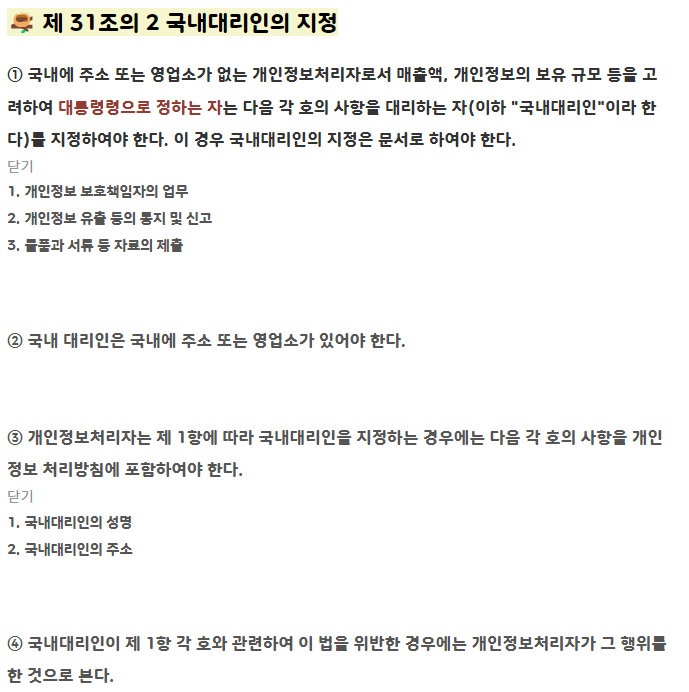 제 31조의 2 국내대리인의 지정
① 국내에 주소 또는 영업소가 없는 개인정보처리자로서 매출액, 개인정보의 보유 규모 등을 고
려하여 대통령령으로 정하는 자는 다음 각 호의 사항을 대리하는 자(이하 "국내대리인"이라 한
다)를 지정하여야 한다. 이 경우 국내대리인의 지정은 문서로 하여야 한다.
닫기
1. 개인정보 보호책임자의 업무
2. 개인정보 유출 등의 통지 및 신고
3. 물품과 서류 등 자료의 제출
② 국내 대리인은 국내에 주소 또는 영업소가 있어야 한다.
③ 개인정보처리자는 제 1항에 따라 국내대리인을 지정하는 경우에는 다음 각 호의 사항을 개인
정보 처리방침에 포함하여야 한다.
닫기
1. 국내대리인의 성명
2. 국내대리인의 주소
④ 국내대리인이 제 1항 각 호와 관련하여 이 법을 위반한 경우에는 개인정보처리자가 그 행위를
한 것으로 본다.